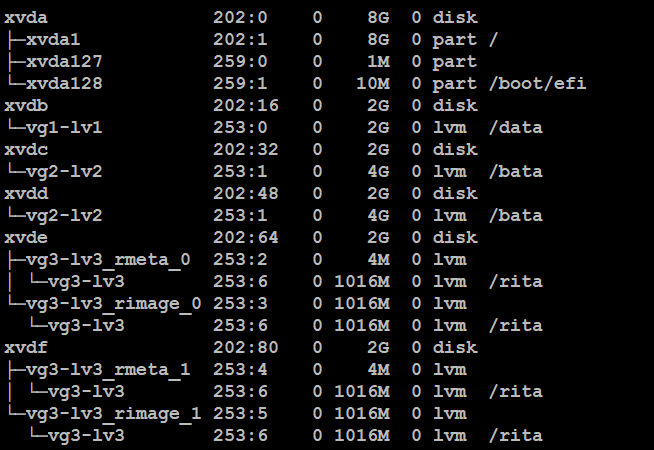 xvda                202:0    0    8G  0 disk
├─xvda1             202:1    0    8G  0 part /
├─xvda127           259:0    0    1M  0 part
└─xvda128           259:1    0   10M  0 part /boot/efi
xvdb                202:16   0    2G  0 disk
└─vg1-lv1           253:0    0    2G  0 lvm  /data
xvdc                202:32   0    2G  0 disk
└─vg2-lv2           253:1    0    4G  0 lvm  /bata
xvdd                202:48   0    2G  0 disk
└─vg2-lv2           253:1    0    4G  0 lvm  /bata
xvde                202:64   0    2G  0 disk
├─vg3-lv3_rmeta_0   253:2    0    4M  0 lvm
│ └─vg3-lv3         253:6    0 1016M  0 lvm  /rita
└─vg3-lv3_rimage_0  253:3    0 1016M  0 lvm
  └─vg3-lv3         253:6    0 1016M  0 lvm  /rita
xvdf                202:80   0    2G  0 disk
├─vg3-lv3_rmeta_1   253:4    0    4M  0 lvm
│ └─vg3-lv3         253:6    0 1016M  0 lvm  /rita
└─vg3-lv3_rimage_1  253:5    0 1016M  0 lvm
  └─vg3-lv3         253:6    0 1016M  0 lvm  /rita